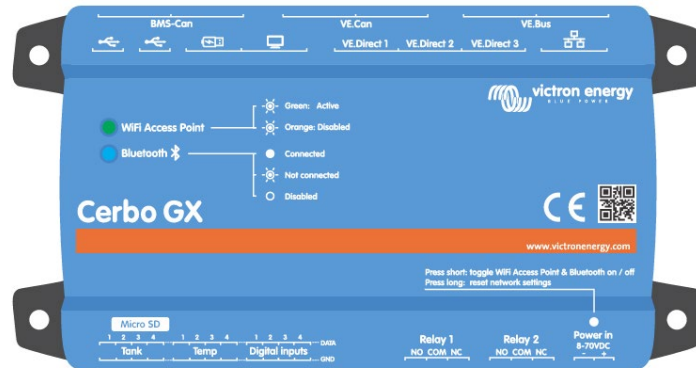 BMS-Can VE.Can VE.Bus
VE.Direct 1 VE.Direct 2 VE.Direct 3
victron energy
BLUE POWER
Green: Active
WiFi Access Point
Orange: Disabled
Bluetooth
Connected
Not connected
Disabled
Cerbo GX
CE
www.victronenergy.com
Press short: toggle WiFi Access Point & Bluetooth on / off
Press long: reset network settings
Micro SD
1 2 3 4 1 2 3 4 1 2 3 4 DATA
Tank Temp Digital inputs GND
Relay 1 Relay 2 Power in
NO COM NC NO COM NC 8-70VDC
- +